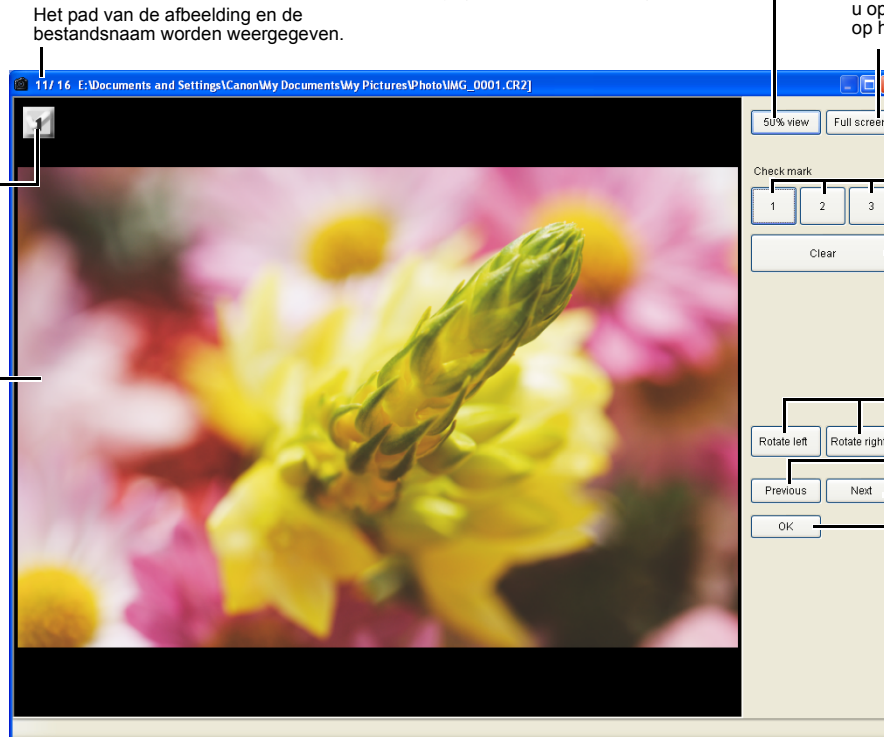 Het pad van de afbeelding en de
bestandsnaam worden weergegeven.
u op
op h
11/ 16 E:\Documents and Settings\Canon\My Documents\My Pictures\Photo\IMG_0001.CR2]
1
50% view
Full screen
Check mark
1
2
3
Clear
Rotate left
Rotate right
Previous
Next
OK